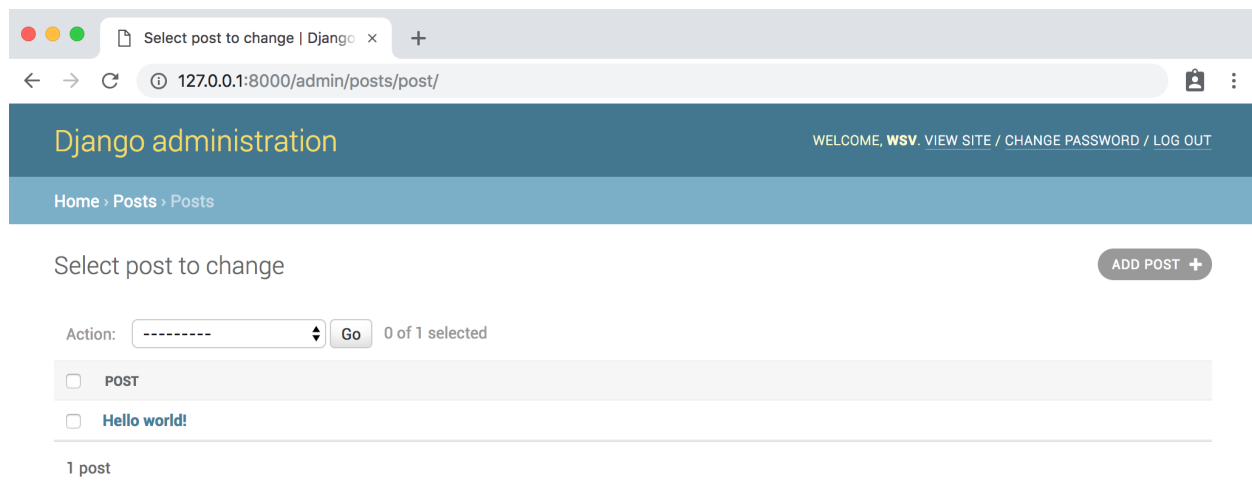 Select post to change | Django
127.0.0.1:8000/admin/posts/post/
Django administration
WELCOME, WSV. VIEW SITE / CHANGE PASSWORD / LOG OUT
Home › Posts › Posts
Select post to change
ADD POST +
Action: --------- Go 0 of 1 selected
POST
Hello world!
1 post